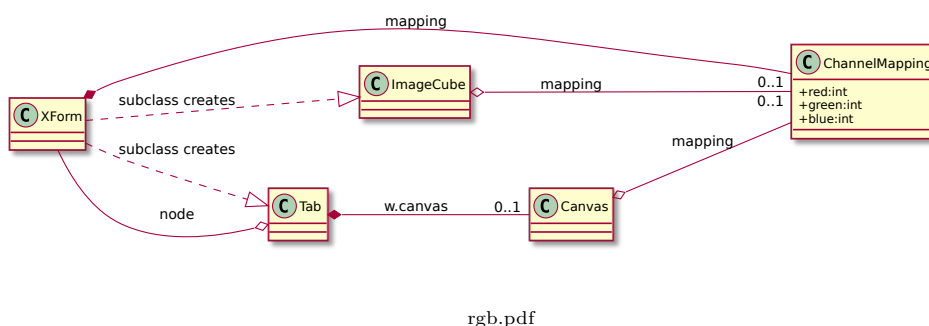 mapping
C ChannelMapping
+red:int
+green:int
+blue:int
C ImageCube
mapping
0..1
0..1
C XForm
subclass creates
subclass creates
mapping
node
C Tab
w.canvas
0..1
C Canvas
rgb.pdf